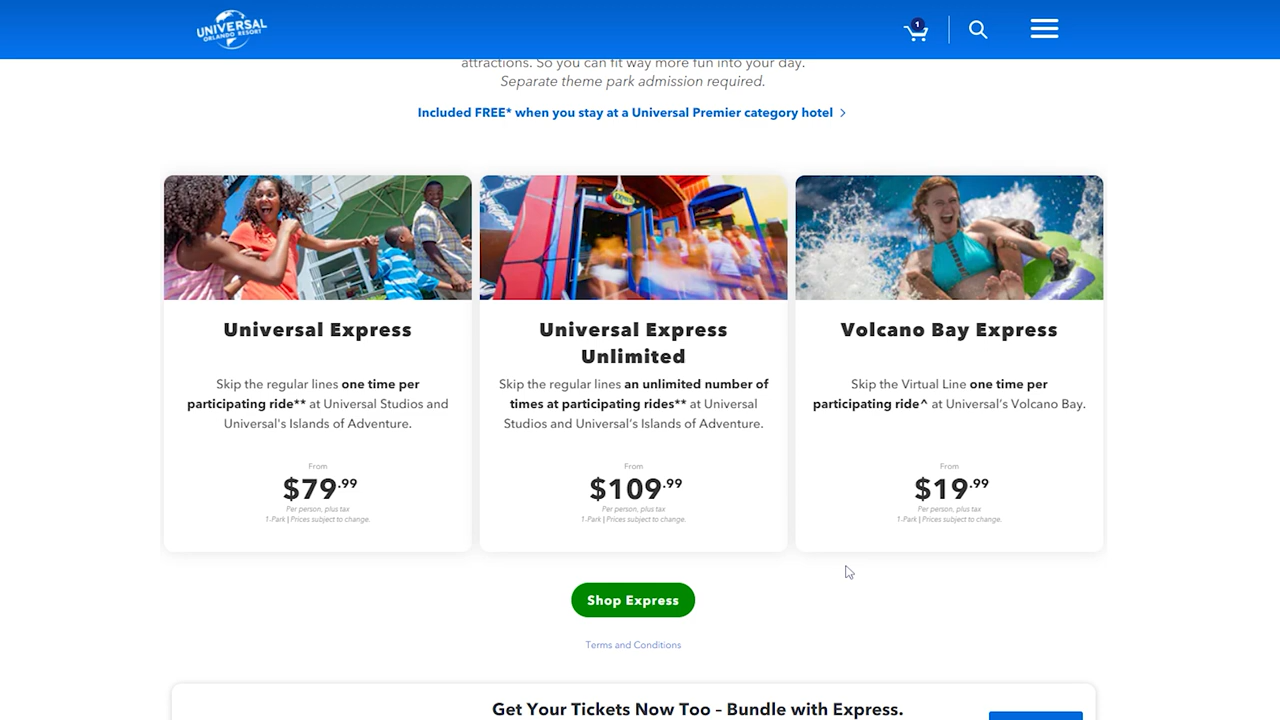 UNIVERSAL
ORLANDO RESORT
1
attractions. So you can fit way more fun into your day.
Separate theme park admission required.
Included FREE* when you stay at a Universal Premier category hotel >
Universal Express
Skip the regular lines one time per
participating ride** at Universal Studios and
Universal's Islands of Adventure.
From
$79.99
Per person, plus tax
1-Park | Prices subject to change.
Universal Express
Unlimited
Skip the regular lines an unlimited number of
times at participating rides** at Universal
Studios and Universal's Islands of Adventure.
From
$109.99
Per person, plus tax
1-Park | Prices subject to change.
Volcano Bay Express
Skip the Virtual Line one time per
participating ride^ at Universal's Volcano Bay.
From
$19.99
Per person, plus tax
1-Park | Prices subject to change.
Shop Express
Terms and Conditions
Get Your Tickets Now Too – Bundle with Express.